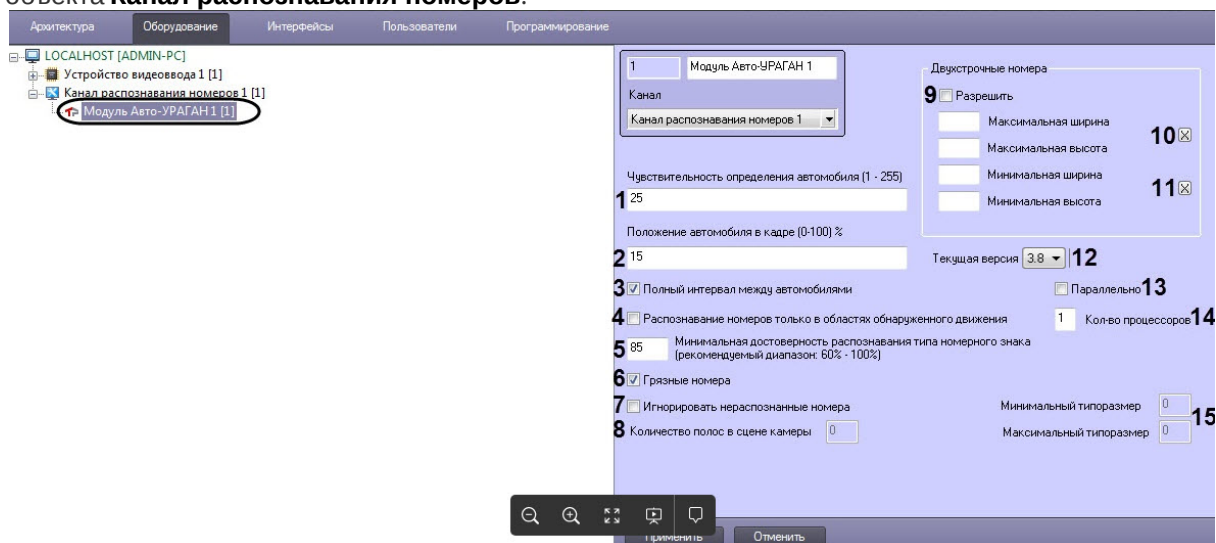 объекта Канал распознавания номеров.
Архитектура Оборудование Интерфейсы Пользователи Программирование
LOCALHOST [ADMIN-PC]
Устройство видеоввода 1 [1]
Канал распознавания номеров 1 [1]
Модуль Авто-УРАГАН 1 [1]
1 Модуль Авто-УРАГАН 1
Канал
Канал распознавания номеров 1
Двухстрочные номера
9 Разрешить
Максимальная ширина
10
Максимальная высота
Минимальная ширина
11
Минимальная высота
Чувствительность определения автомобиля (1 - 255)
1 25
Положение автомобиля в кадре (0-100) %
2 15
Текущая версия 3.8 12
3 Полный интервал между автомобилями
Параллельно 13
4 Распознавание номеров только в областях обнаруженного движения
1 Кол-во процессоров 14
5 85 Минимальная достоверность распознавания типа номерного знака
(рекомендуемый диапазон: 60% - 100%)
6 Грязные номера
7 Игнорировать нераспознанные номера
Минимальный типоразмер 0
15
8 Количество полос в сцене камеры 0
Максимальный типоразмер 0
Применить Отменить